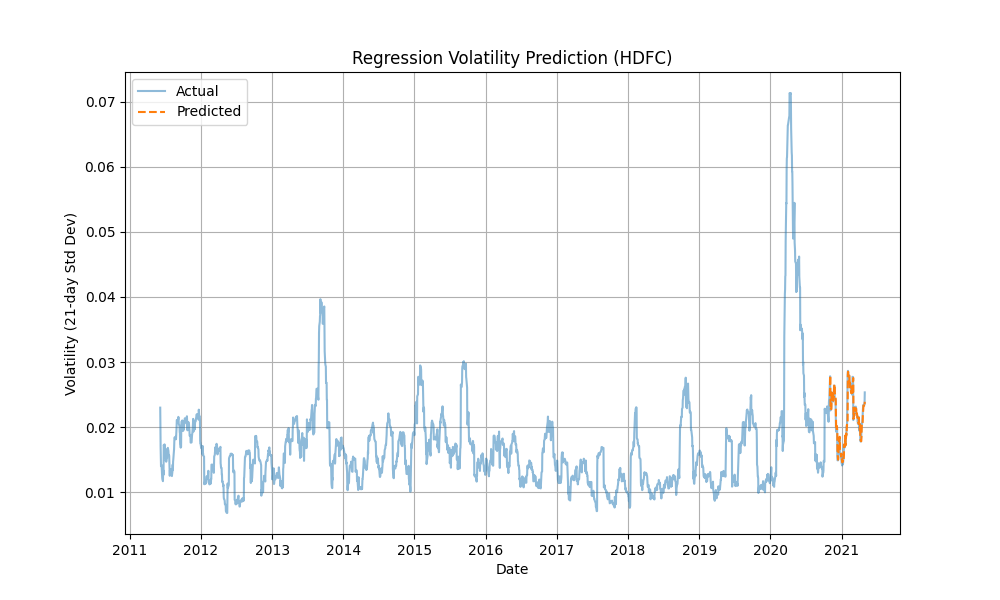 Regression Volatility Prediction (HDFC)
Actual
Predicted
0.07
0.06
0.05
0.04
0.03
0.02
0.01
Volatility (21-day Std Dev)
2011 2012 2013 2014 2015 2016 2017 2018 2019 2020 2021
Date